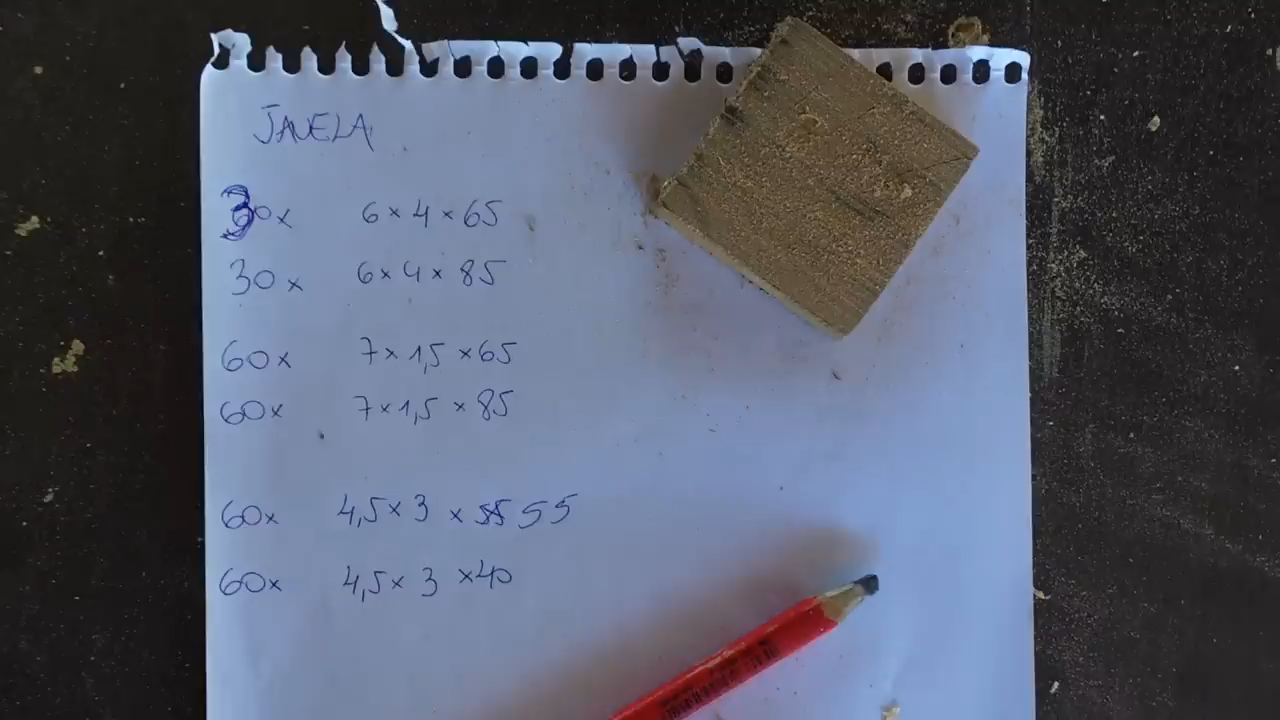 JANELA
30x 6x4x65
30x 6x4x85
60x 7x1,5x65
60x 7x1,5x85
60x 4,5x3x55
60x 4,5x3x40